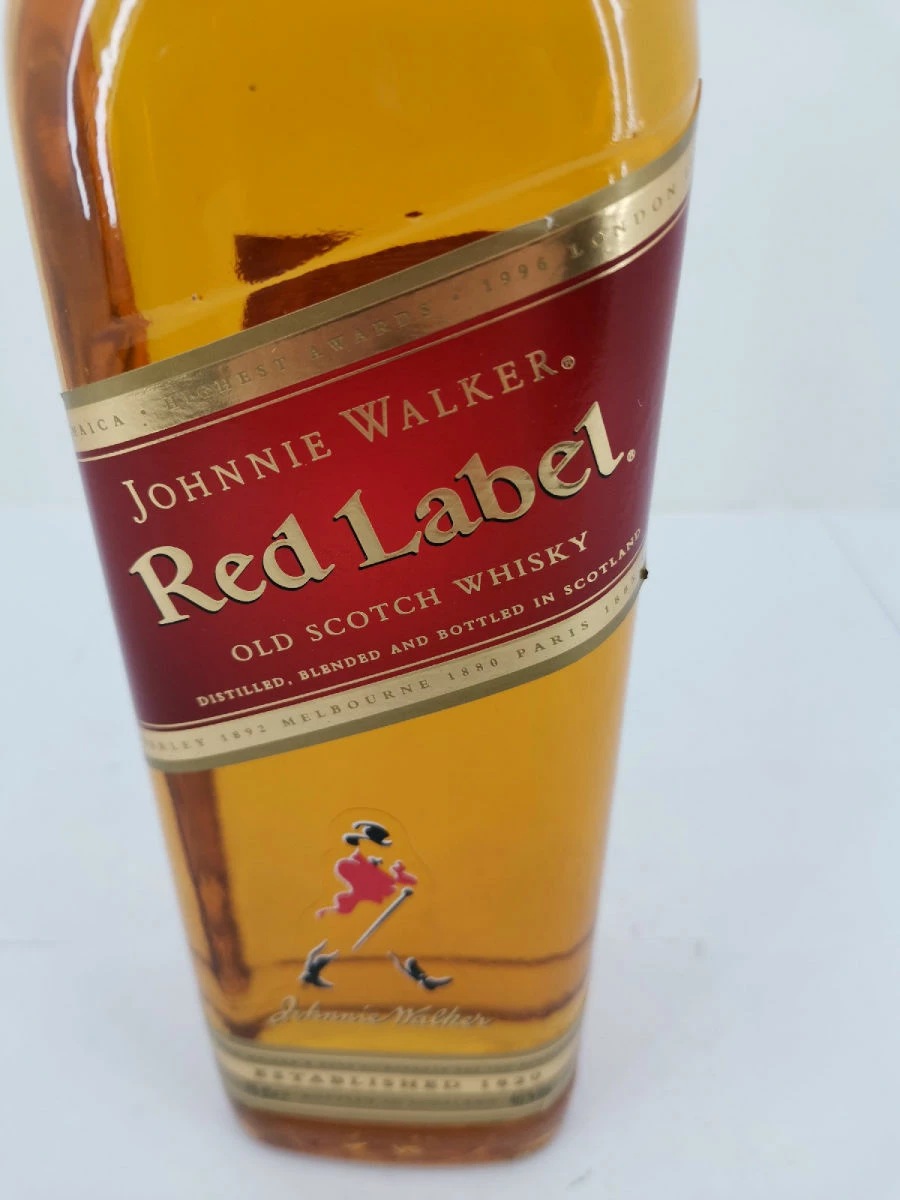 HIGHEST AWARDS : 1996 LONDON
JOHNNIE WALKER®
Red Label®
OLD SCOTCH WHISKY
DISTILLED, BLENDED AND BOTTLED IN SCOTLAND
1892 MELBOURNE 1880 PARIS
Johnnie Walker
ESTABLISHED 1820